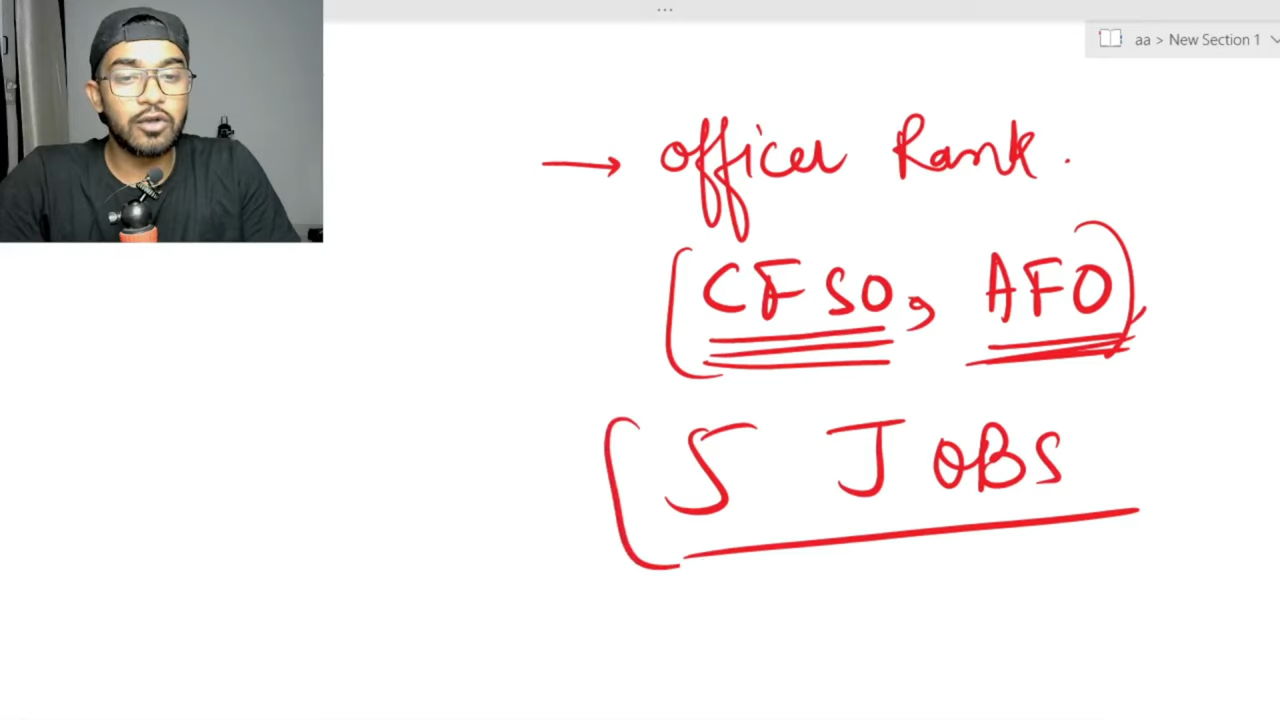 ...
aa > New Section 1
→ Officer Rank.
(CFSO, AFO),
5 JOBS